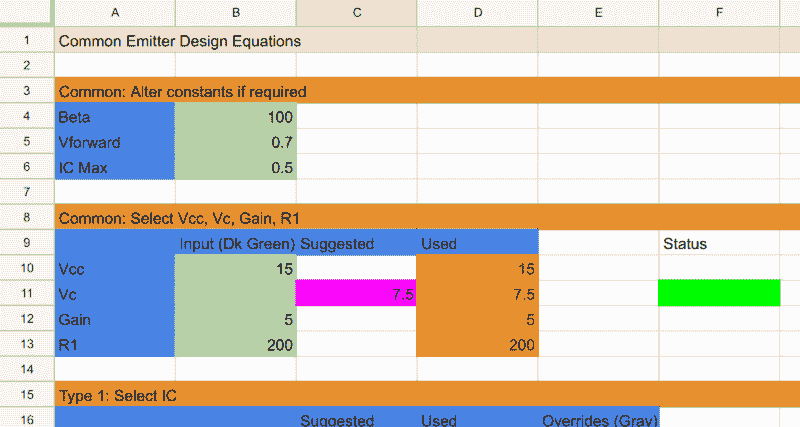 A B C D E F
1 Common Emitter Design Equations
2
3 Common: Alter constants if required
4 Beta 100
5 Vforward 0.7
6 IC Max 0.5
7
8 Common: Select Vcc, Vc, Gain, R1
9 Input (Dk Green) Suggested Used Status
10 Vcc 15 15
11 Vc 7.5 7.5
12 Gain 5 5
13 R1 200 200
14
15 Type 1: Select IC
16 Suggested Used Overrides (Gray)